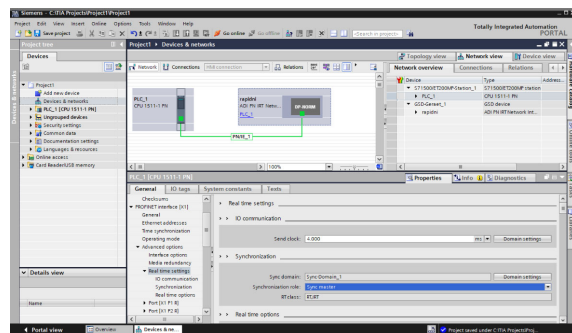 Siemens - C:\TIA Projects\Project1\Project1
Project Edit View Insert Online Options Tools Window Help
Totally Integrated Automation
PORTAL
Save project
Go online
Go offline
<Search in project>
Project tree
Project1 ▸ Devices & networks
Devices
Topology view
Network view
Device view
Network
Connections
HMI connection
Relations
Network overview
Connections
Relations
Project1
Add new device
Devices & networks
PLC_1 [CPU 1511-1 PN]
Ungrouped devices
Security settings
Common data
Documentation settings
Languages & resources
Online access
Card Reader/USB memory
PLC_1
CPU 1511-1 PN
rapidni
ADI PN IRT Netw...
PLC_1
PN/IE_1
100%
Device
Type
Address...
S71500/ET200MP-Station_1
S71500/ET200MP station
PLC_1
CPU 1511-1 PN
GSD device
rapidni
ADI PN IRT Network Int...
PLC_1 [CPU 1511-1 PN]
Properties
Info
Diagnostics
General
IO tags
System constants
Texts
Checksums
PROFINET interface [X1]
General
Ethernet addresses
Time synchronization
Operating mode
Advanced options
Interface options
Media redundancy
Real time settings
IO communication
Synchronization
Real time options
Port [X1 P1 R]
Port [X1 P2 R]
Real time settings
IO communication
Send clock: 4.000 ms
Domain settings
Synchronization
Sync domain: Sync-Domain_1
Domain settings
Synchronization role: Sync master
RT class: RT,IRT
Real time options
Details view
Name
Portal view
Overview
Devices & ne...
Project saved under C:\TIA Projects\Proj...